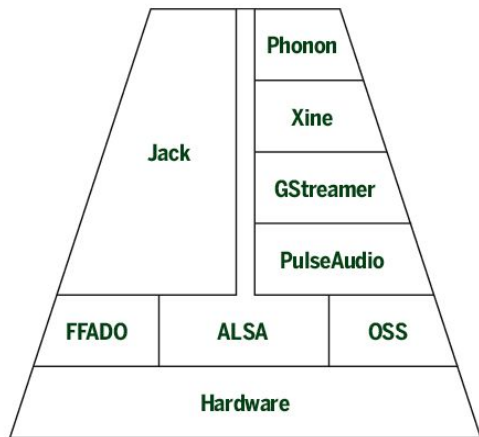 Phonon
Xine
Jack
GStreamer
PulseAudio
FFADO ALSA OSS
Hardware